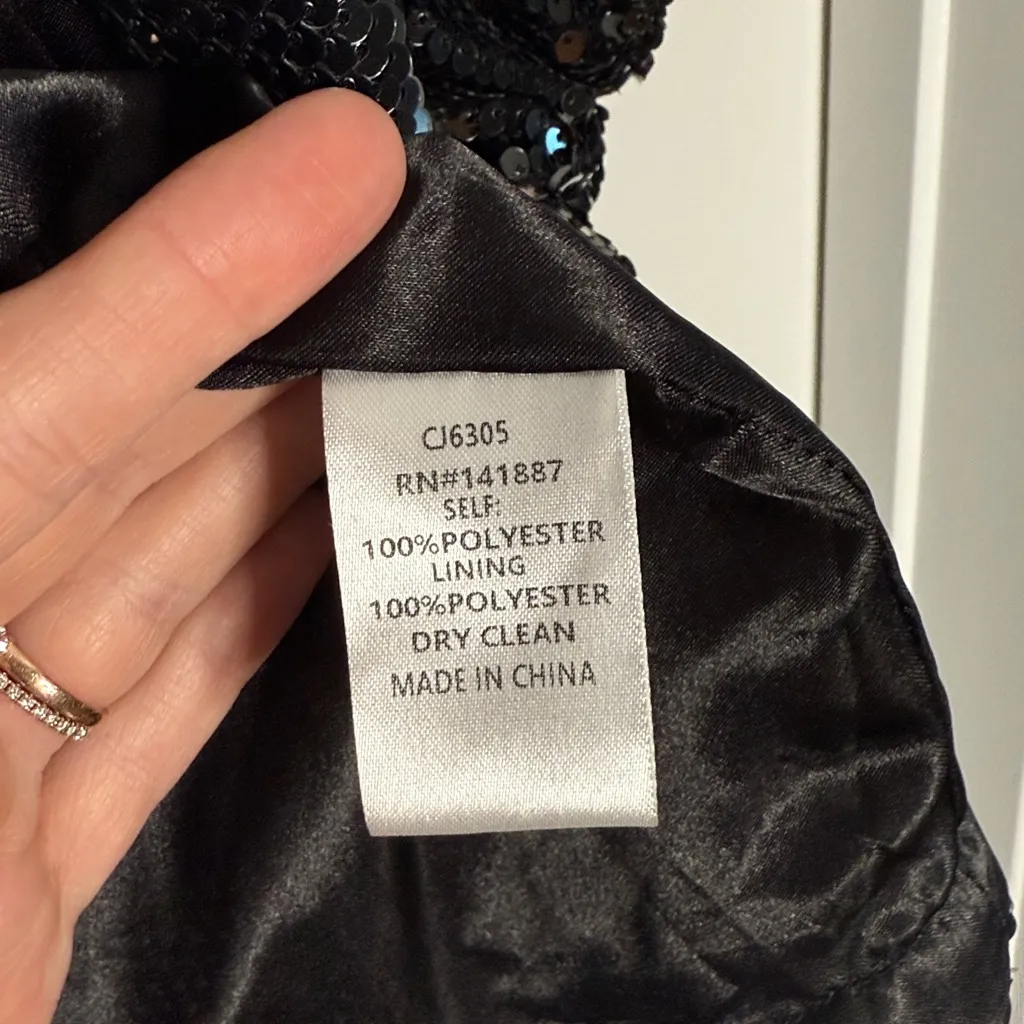 CJ6305
RN#141887
SELF:
100%POLYESTER
LINING
100%POLYESTER
DRY CLEAN
MADE IN CHINA